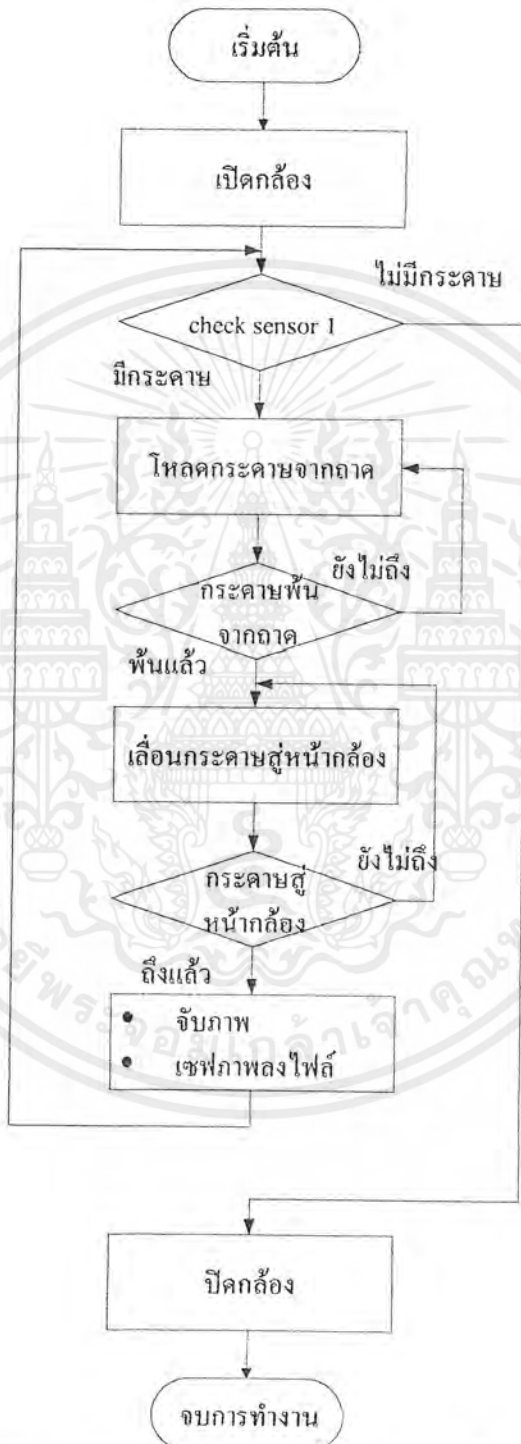 เริ่มต้น
เปิดกล้อง
ไม่มีกระดาษ
check sensor 1
มีกระดาษ
โหลดกระดาษจากถาด
ยังไม่ถึง
กระดาษพ้น
จากถาด
พ้นแล้ว
เลื่อนกระดาษสู่หน้ากล้อง
ยังไม่ถึง
กระดาษสู่
หน้ากล้อง
ถึงแล้ว
• จับภาพ
• เซฟภาพลงไฟล์
ปิดกล้อง
จบการทำงาน